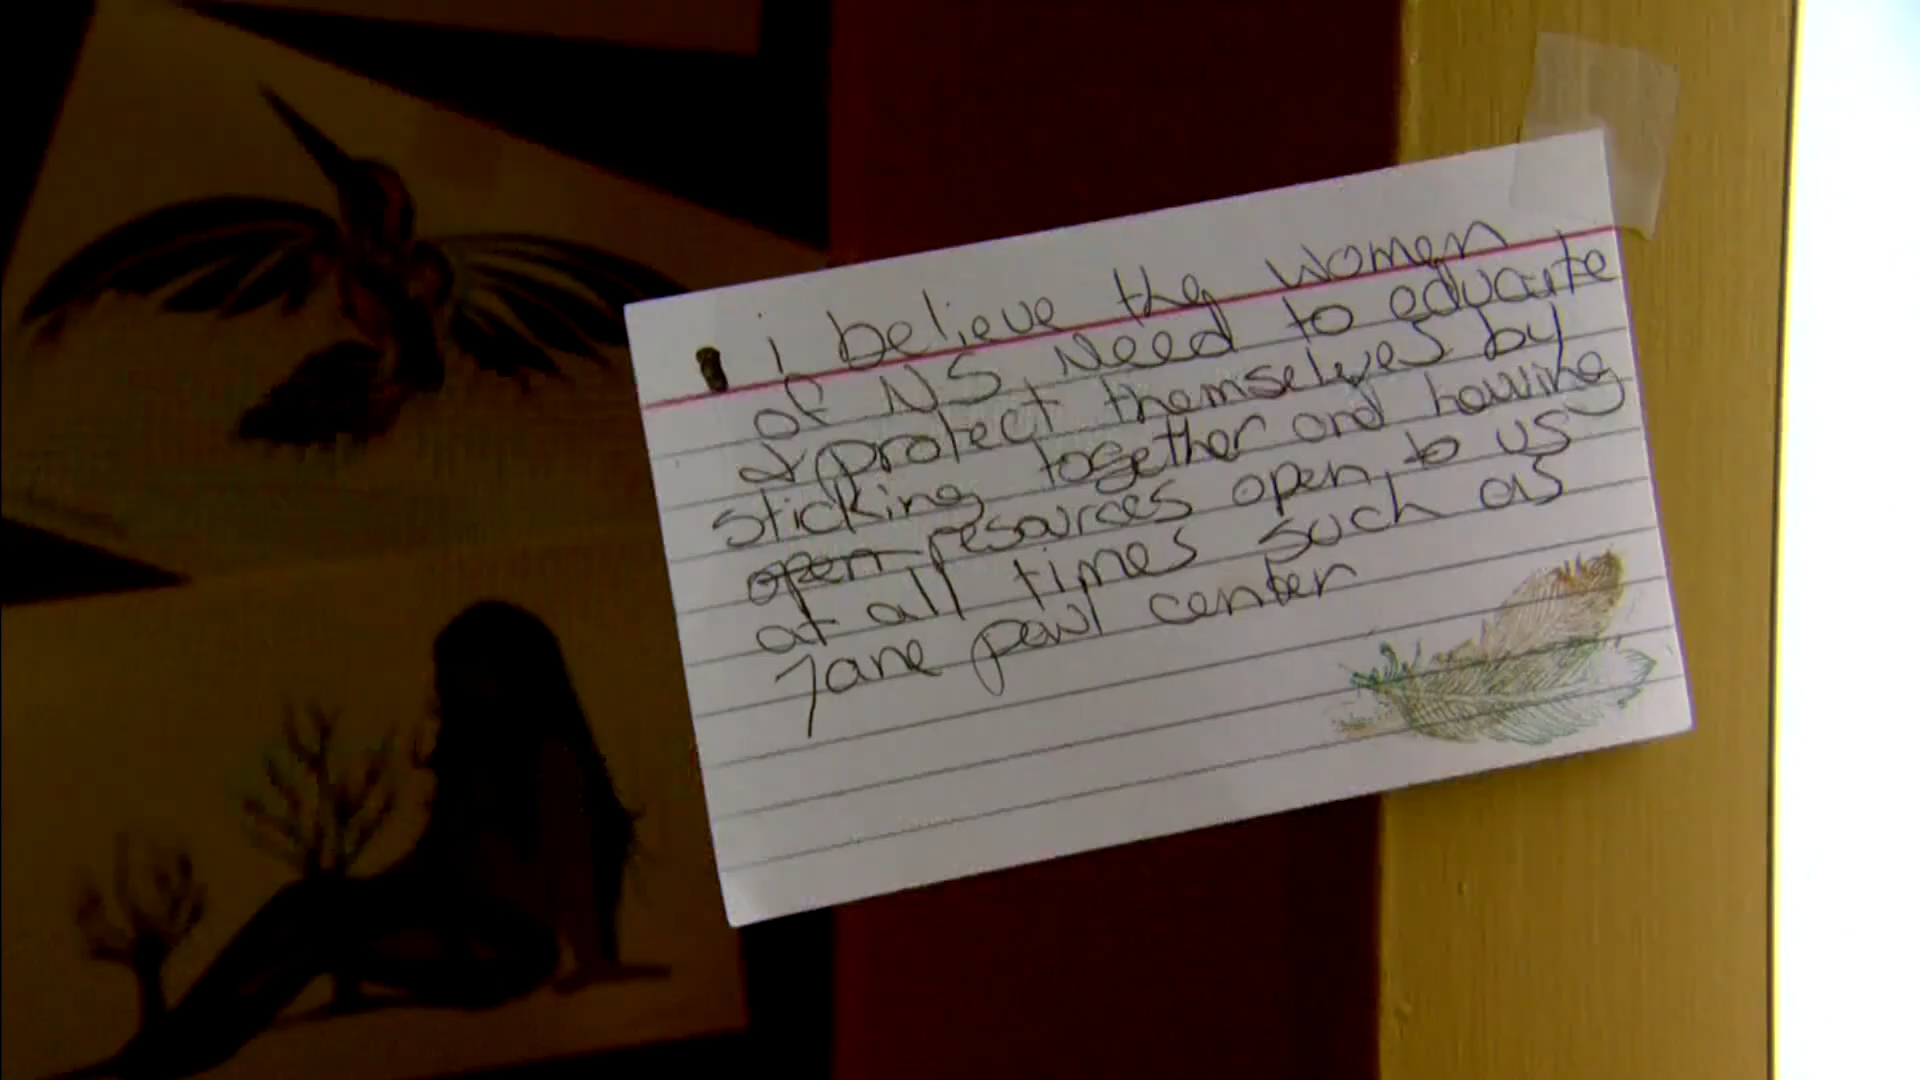 i believe the women
of NS Need to educate
& protect themselves by
sticking together and having
open resources open to us
at all times such as
Jane pawl center